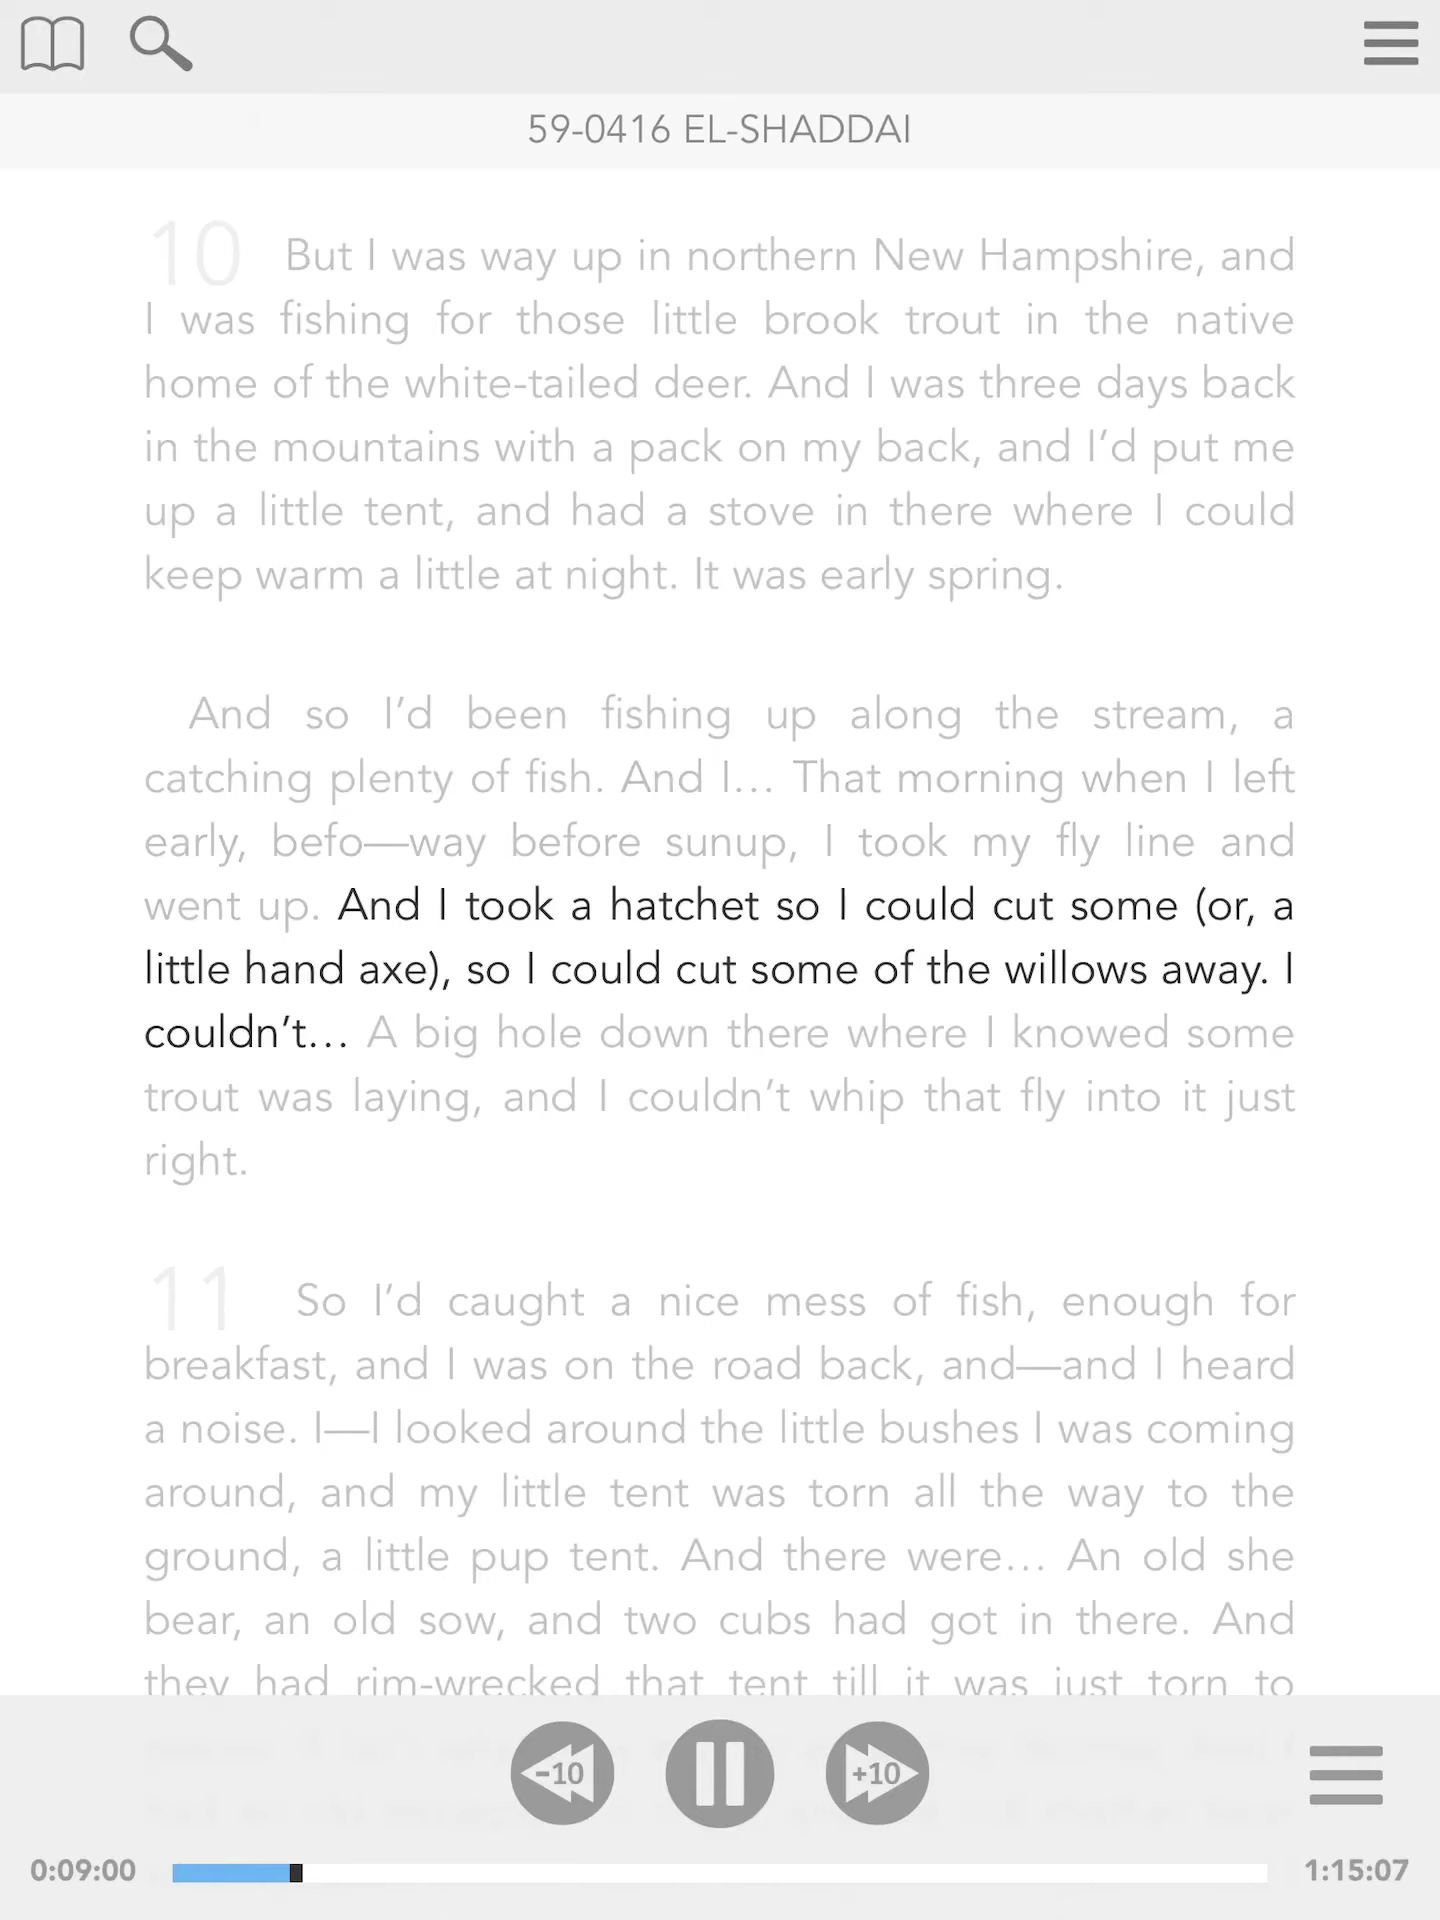 59-0416 EL-SHADDAI
10 But I was way up in northern New Hampshire, and
I was fishing for those little brook trout in the native
home of the white-tailed deer. And I was three days back
in the mountains with a pack on my back, and I’d put me
up a little tent, and had a stove in there where I could
keep warm a little at night. It was early spring.
And so I’d been fishing up along the stream, a
catching plenty of fish. And I… That morning when I left
early, befo—way before sunup, I took my fly line and
went up. And I took a hatchet so I could cut some (or, a
little hand axe), so I could cut some of the willows away. I
couldn’t… A big hole down there where I knowed some
trout was laying, and I couldn’t whip that fly into it just
right.
11 So I’d caught a nice mess of fish, enough for
breakfast, and I was on the road back, and—and I heard
a noise. I—I looked around the little bushes I was coming
around, and my little tent was torn all the way to the
ground, a little pup tent. And there were… An old she
bear, an old sow, and two cubs had got in there. And
they had rim-wrecked that tent till it was just torn to
-10 +10
0:09:00 1:15:07